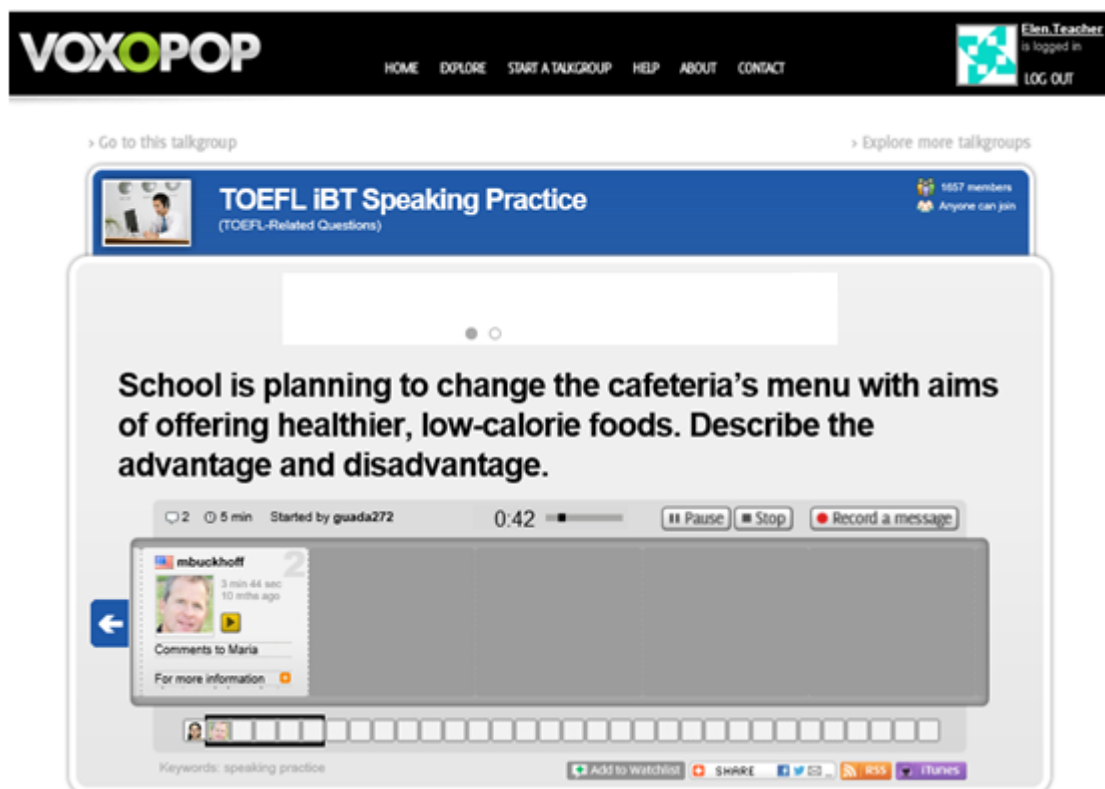 VOXOPOP
HOME EXPLORE START A TALKGROUP HELP ABOUT CONTACT
Elen.Teacher
is logged in
LOG OUT
› Go to this talkgroup
› Explore more talkgroups
TOEFL iBT Speaking Practice
(TOEFL-Related Questions)
1657 members
Anyone can join
School is planning to change the cafeteria's menu with aims
of offering healthier, low-calorie foods. Describe the
advantage and disadvantage.
2 5 min Started by guada272
0:42
Pause
Stop
Record a message
mbuckhoff
2
3 min 44 sec
10 mths ago
Comments to Maria
For more information
Keywords: speaking practice
Add to Watchlist
SHARE
RSS
iTunes